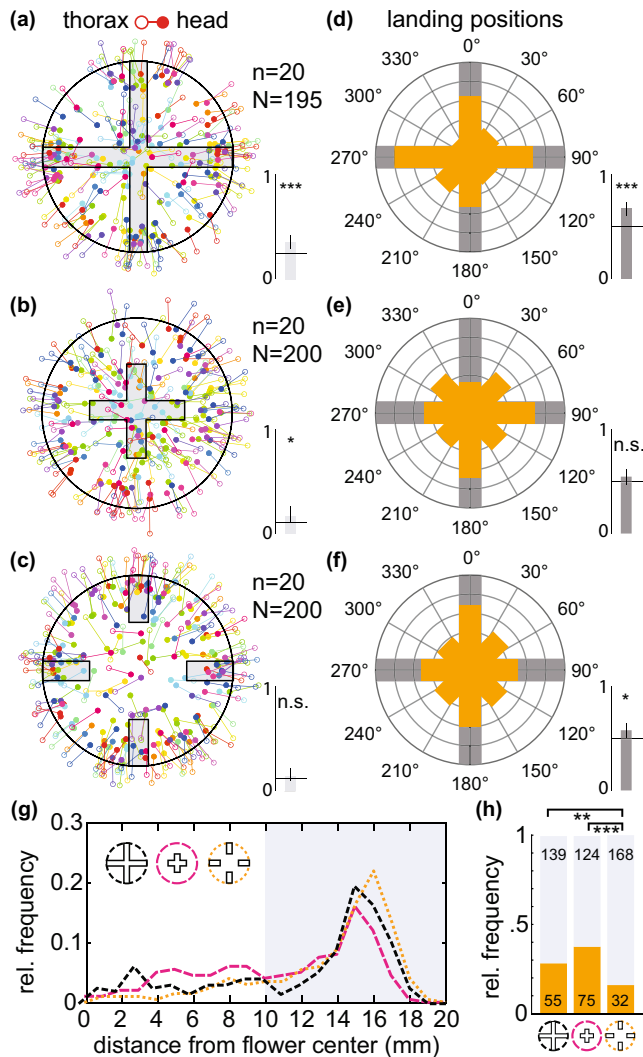 (a) thorax head (d) landing positions
n=20
N=195
1
***
0
0°
30°
60°
90°
120°
150°
180°
210°
240°
270°
300°
330°
1
***
0
(b)
n=20
N=200
1
*
0
(e)
0°
30°
60°
90°
120°
150°
180°
210°
240°
270°
300°
330°
1
n.s.
0
(c)
n=20
N=200
1
n.s.
0
(f)
0°
30°
60°
90°
120°
150°
180°
210°
240°
270°
300°
330°
1
*
0
(g)
rel. frequency
0.3
0.2
0.1
0
0 2 4 6 8 10 12 14 16 18 20
distance from flower center (mm)
(h)
**
***
rel. frequency
1
.5
0
139 124 168
55 75 32